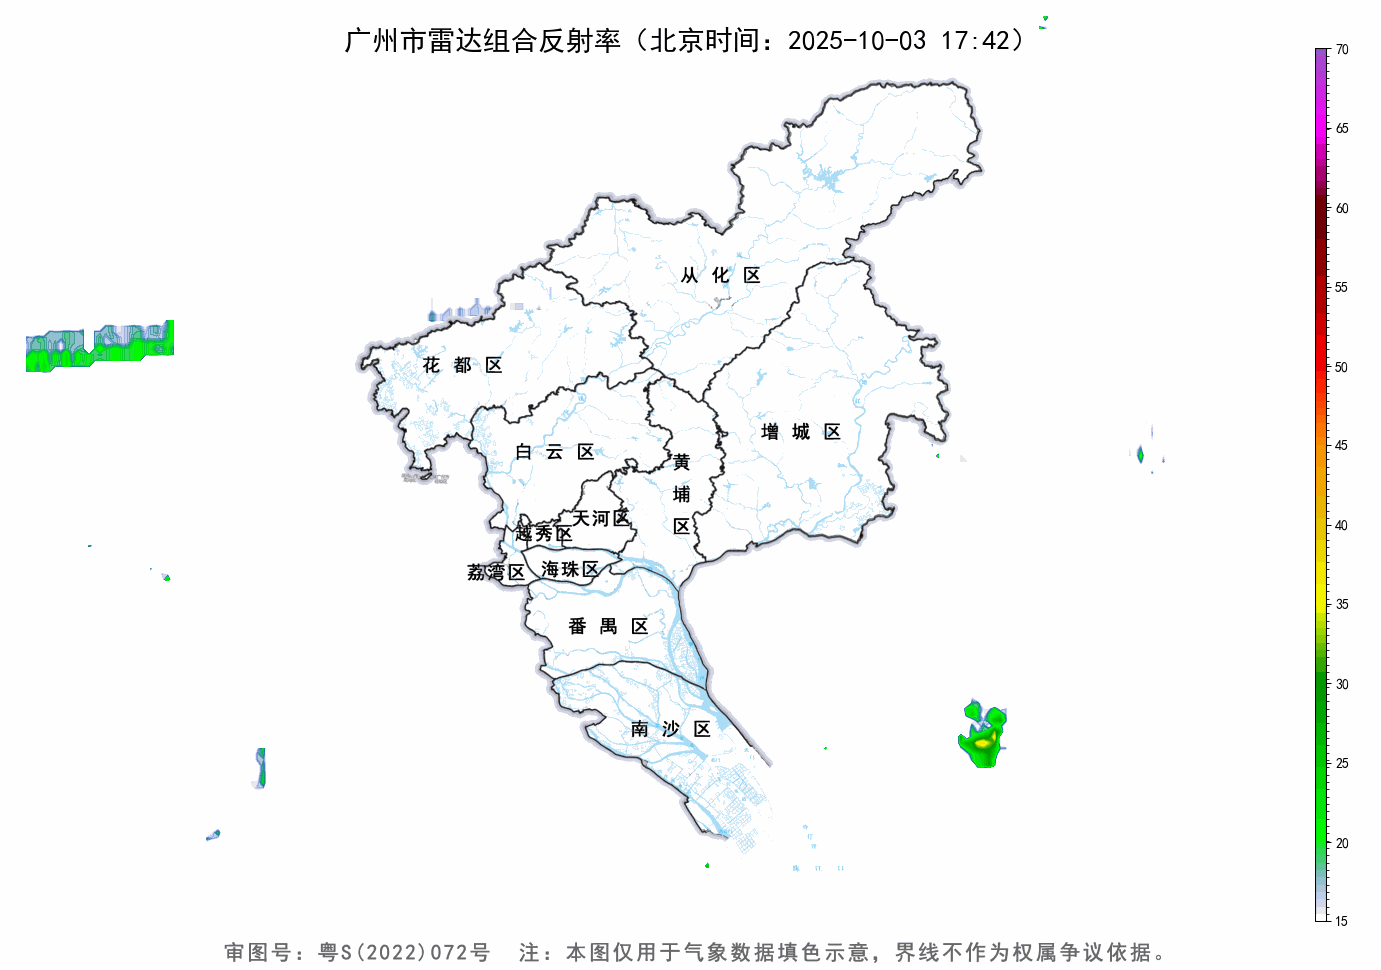 广州市雷达组合反射率（北京时间：2025-10-03 17:42）
70
65
60
55
50
45
40
35
30
25
20
15
从化区
花都区
增城区
白云区
黄埔区
天河区
越秀区
海珠区
荔湾区
番禺区
南沙区
审图号：粤S(2022)072号 注：本图仅用于气象数据填色示意，界线不作为权属争议依据。